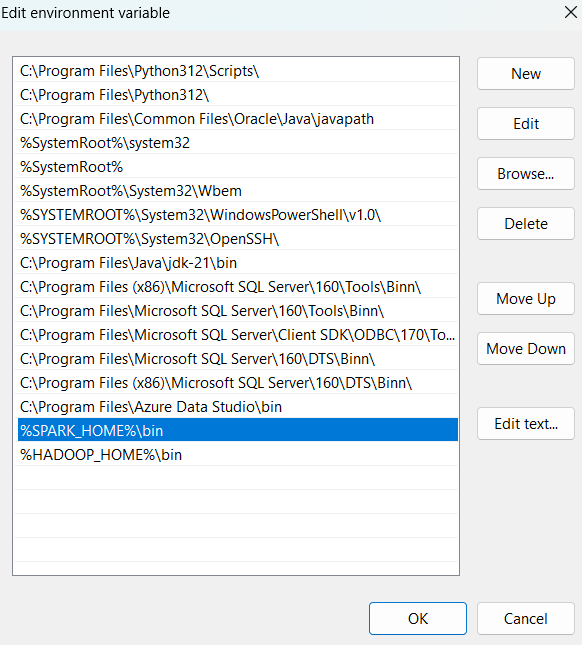 Edit environment variable
C:\Program Files\Python312\Scripts\
C:\Program Files\Python312\
C:\Program Files\Common Files\Oracle\Java\javapath
%SystemRoot%\system32
%SystemRoot%
%SystemRoot%\System32\Wbem
%SYSTEMROOT%\System32\WindowsPowerShell\v1.0\
%SYSTEMROOT%\System32\OpenSSH\
C:\Program Files\Java\jdk-21\bin
C:\Program Files (x86)\Microsoft SQL Server\160\Tools\Binn\
C:\Program Files\Microsoft SQL Server\160\Tools\Binn\
C:\Program Files\Microsoft SQL Server\Client SDK\ODBC\170\To...
C:\Program Files\Microsoft SQL Server\160\DTS\Binn\
C:\Program Files (x86)\Microsoft SQL Server\160\DTS\Binn\
C:\Program Files\Azure Data Studio\bin
%SPARK_HOME%\bin
%HADOOP_HOME%\bin
New
Edit
Browse...
Delete
Move Up
Move Down
Edit text...
OK
Cancel